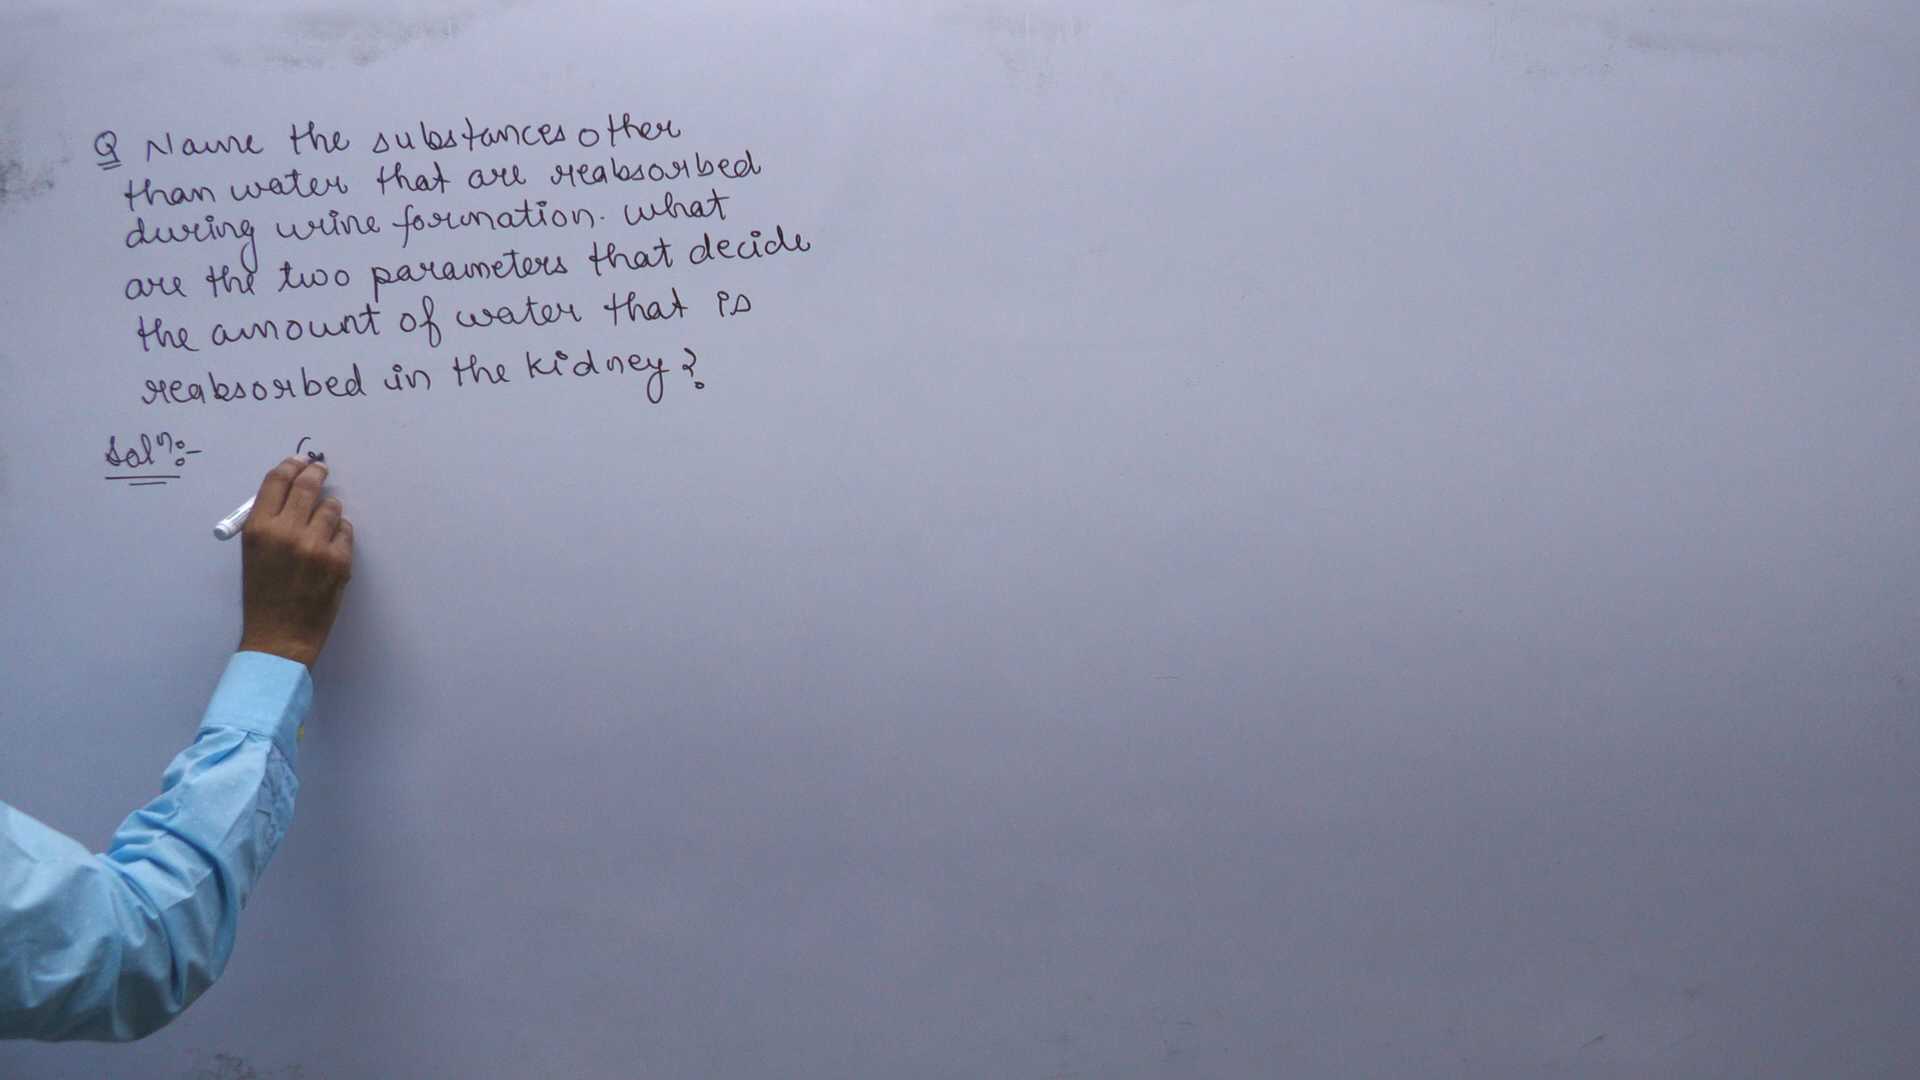 Q Name the substances other
than water that are reabsorbed
during urine formation. What
are the two parameters that decide
the amount of water that is
reabsorbed in the kidney?
Solⁿ:-